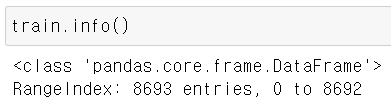 train.info()
<class 'pandas.core.frame.DataFrame'>
RangeIndex: 8693 entries, 0 to 8692